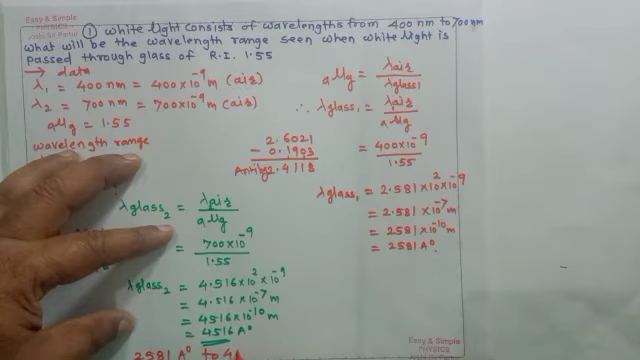 Easy & Simple
PHYSICS
Joshi Sir Pattar
① White light consists of wavelengths from 400 nm to 700 nm
what will be the wavelength range seen when white light is
passed through glass of R.I. 1.55
→ data
λ₁ = 400 nm = 400×10⁻⁹ m (air)
λ₂ = 700 nm = 700×10⁻⁹ m (air)
aμg = 1.55
wavelength range
2.6021
- 0.1903
Antilog 2.4118
aμg = λair / λglass1
∴ λglass₁ = λair / aμg
= 400×10⁻⁹ / 1.55
λglass₁ = 2.581×10²×10⁻⁹
= 2.581×10⁻⁷ m
= 2581×10⁻¹⁰ m
= 2581 A°.
λglass₂ = λair / aμg
= 700×10⁻⁹ / 1.55
λglass₂ = 4.516×10²×10⁻⁹
= 4.516×10⁻⁷ m
= 4516×10⁻¹⁰ m
= 4516 A°
2581 A° to
Easy & Simple
PHYSICS